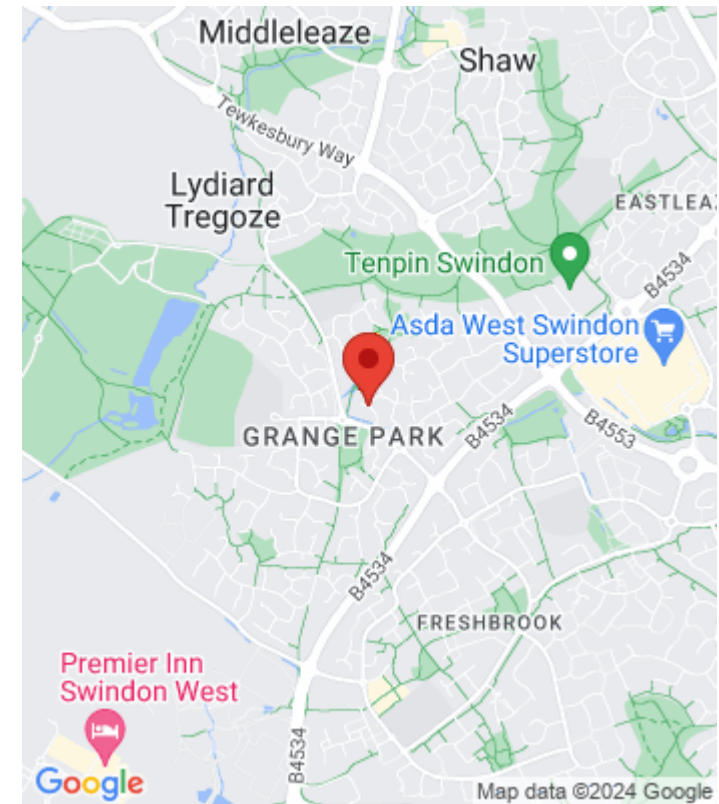 Middleleaze
Shaw
Tewkesbury Way
Lydiard
Tregoze
EASTLEAZ
Tenpin Swindon
B4534
Asda West Swindon
Superstore
GRANGE PARK
B4534
B4553
B4534
FRESHBROOK
Premier Inn
Swindon West
B4534
Google
Map data ©2024 Google